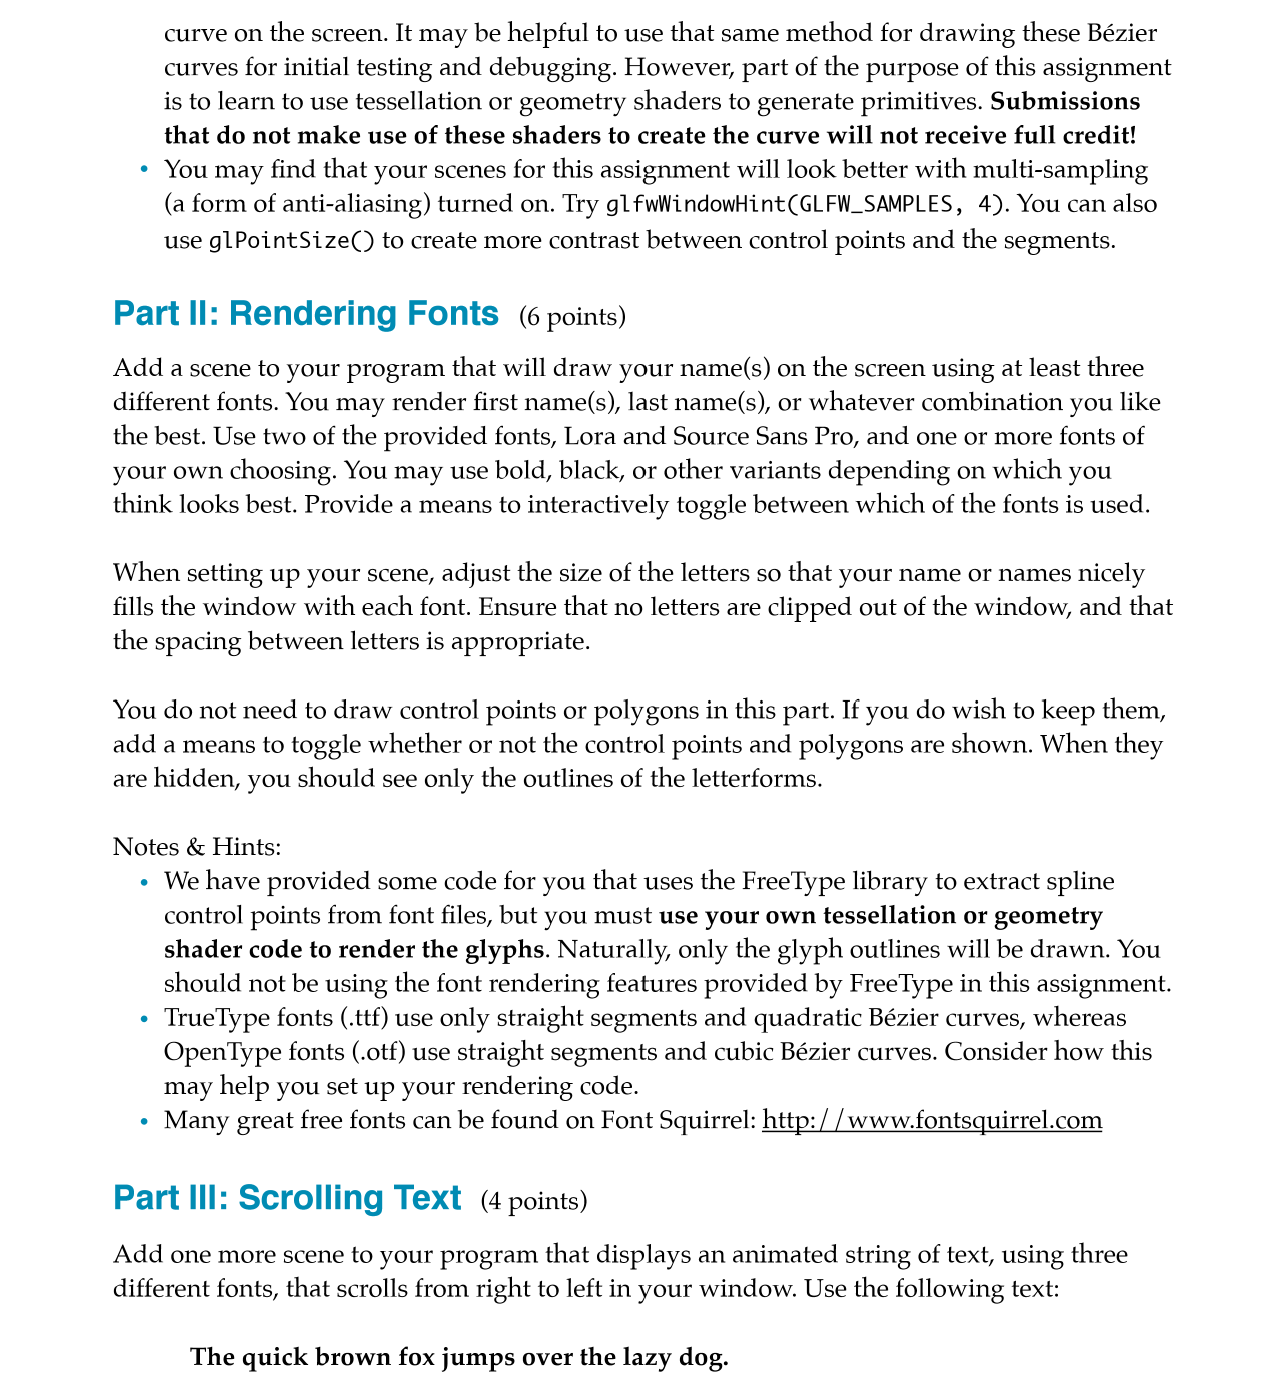 curve on the screen. It may be helpful to use that same method for drawing these Bézier
curves for initial testing and debugging. However, part of the purpose of this assignment
is to learn to use tessellation or geometry shaders to generate primitives. Submissions
that do not make use of these shaders to create the curve will not receive full credit!
• You may find that your scenes for this assignment will look better with multi-sampling
(a form of anti-aliasing) turned on. Try glfwWindowHint(GLFW_SAMPLES, 4). You can also
use glPointSize() to create more contrast between control points and the segments.
Part II: Rendering Fonts (6 points)
Add a scene to your program that will draw your name(s) on the screen using at least three
different fonts. You may render first name(s), last name(s), or whatever combination you like
the best. Use two of the provided fonts, Lora and Source Sans Pro, and one or more fonts of
your own choosing. You may use bold, black, or other variants depending on which you
think looks best. Provide a means to interactively toggle between which of the fonts is used.
When setting up your scene, adjust the size of the letters so that your name or names nicely
fills the window with each font. Ensure that no letters are clipped out of the window, and that
the spacing between letters is appropriate.
You do not need to draw control points or polygons in this part. If you do wish to keep them,
add a means to toggle whether or not the control points and polygons are shown. When they
are hidden, you should see only the outlines of the letterforms.
Notes & Hints:
• We have provided some code for you that uses the FreeType library to extract spline
control points from font files, but you must use your own tessellation or geometry
shader code to render the glyphs. Naturally, only the glyph outlines will be drawn. You
should not be using the font rendering features provided by FreeType in this assignment.
• TrueType fonts (.ttf) use only straight segments and quadratic Bézier curves, whereas
OpenType fonts (.otf) use straight segments and cubic Bézier curves. Consider how this
may help you set up your rendering code.
• Many great free fonts can be found on Font Squirrel: http://www.fontsquirrel.com
Part III: Scrolling Text (4 points)
Add one more scene to your program that displays an animated string of text, using three
different fonts, that scrolls from right to left in your window. Use the following text:
The quick brown fox jumps over the lazy dog.